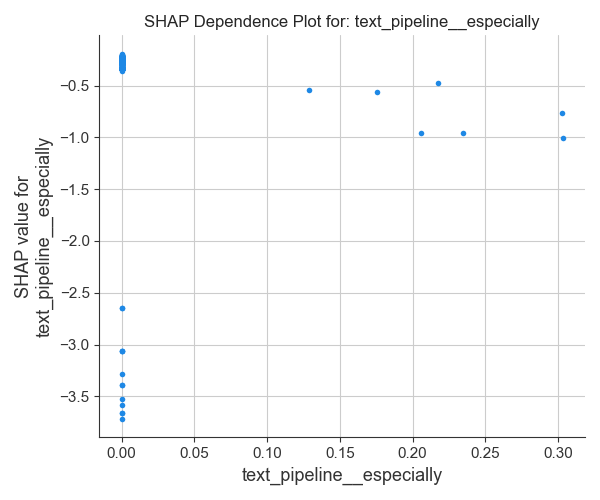 SHAP Dependence Plot for: text_pipeline__especially
SHAP value for
text_pipeline__especially
−0.5
−1.0
−1.5
−2.0
−2.5
−3.0
−3.5
0.00 0.05 0.10 0.15 0.20 0.25 0.30
text_pipeline__especially